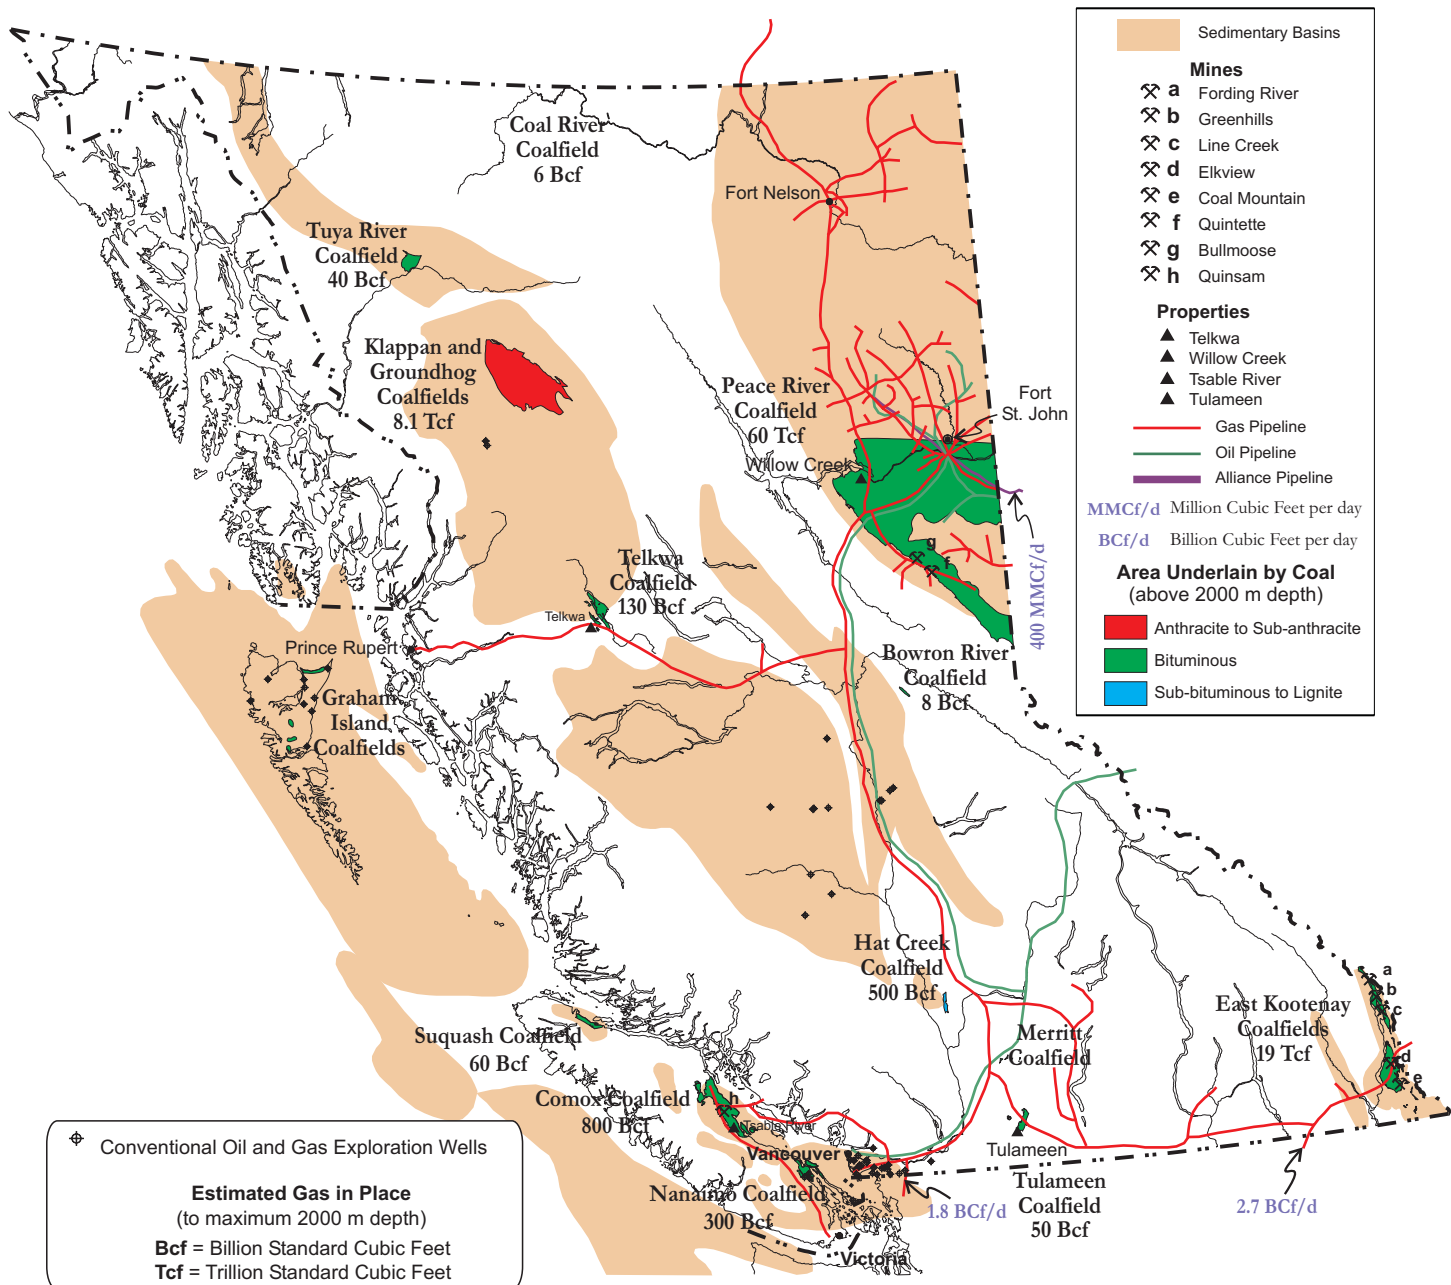 Sedimentary Basins
Mines
a Fording River
b Greenhills
c Line Creek
d Elkview
e Coal Mountain
f Quintette
g Bullmoose
h Quinsam
Properties
Telkwa
Willow Creek
Tsable River
Tulameen
Gas Pipeline
Oil Pipeline
Alliance Pipeline
MMCf/d Million Cubic Feet per day
BCf/d Billion Cubic Feet per day
Area Underlain by Coal
(above 2000 m depth)
Anthracite to Sub-anthracite
Bituminous
Sub-bituminous to Lignite
Coal River
Coalfield
6 Bcf
Fort Nelson
Tuya River
Coalfield
40 Bcf
Klappan and
Groundhog
Coalfields
8.1 Tcf
Peace River
Coalfield
60 Tcf
Fort
St. John
Willow Creek
g
f
400 MMCf/d
Telkwa
Coalfield
130 Bcf
Telkwa
Prince Rupert
Graham
Island
Coalfields
Bowron River
Coalfield
8 Bcf
Hat Creek
Coalfield
500 Bcf
Merritt
Coalfield
East Kootenay
Coalfields
19 Tcf
a
b
c
d
e
Suquash Coalfield
60 Bcf
Comox Coalfield
800 Bcf
h
Tsable River
Vancouver
Nanaimo Coalfield
300 Bcf
Victoria
1.8 BCf/d
Tulameen
Tulameen
Coalfield
50 Bcf
2.7 BCf/d
Conventional Oil and Gas Exploration Wells
Estimated Gas in Place
(to maximum 2000 m depth)
Bcf = Billion Standard Cubic Feet
Tcf = Trillion Standard Cubic Feet